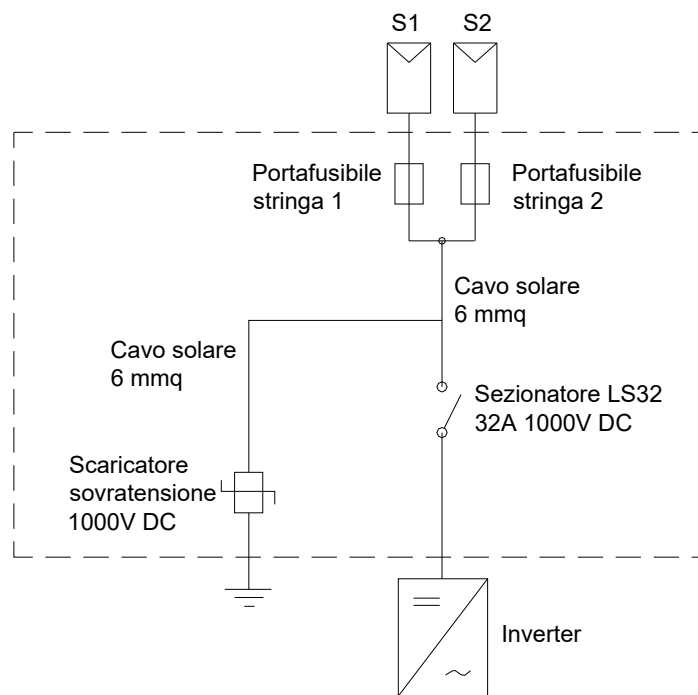 S1
S2
Portafusibile
stringa 1
Portafusibile
stringa 2
Cavo solare
6 mmq
Cavo solare
6 mmq
Sezionatore LS32
32A 1000V DC
Scaricatore
sovratensione
1000V DC
Inverter